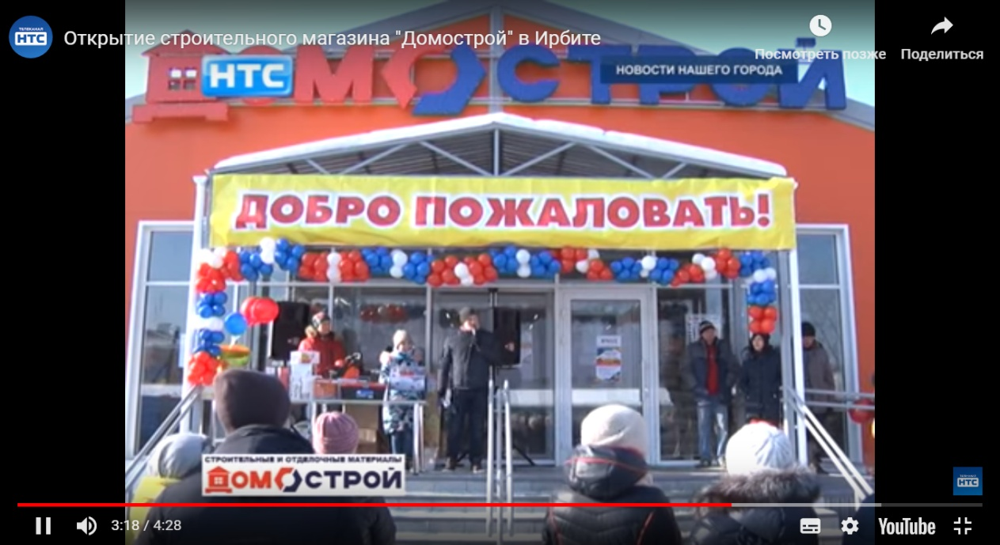 ТЕЛЕКАНАЛ
НТС
Открытие строительного магазина "Домострой" в Ирбите
Посмотреть позже
Поделиться
ДОМОСТРОЙ
НТС
НОВОСТИ НАШЕГО ГОРОДА
ДОБРО ПОЖАЛОВАТЬ!
СТРОИТЕЛЬНЫЕ И ОТДЕЛОЧНЫЕ МАТЕРИАЛЫ
ДОМОСТРОЙ
ТЕЛЕКАНАЛ
НТС
3:18 / 4:28
YouTube